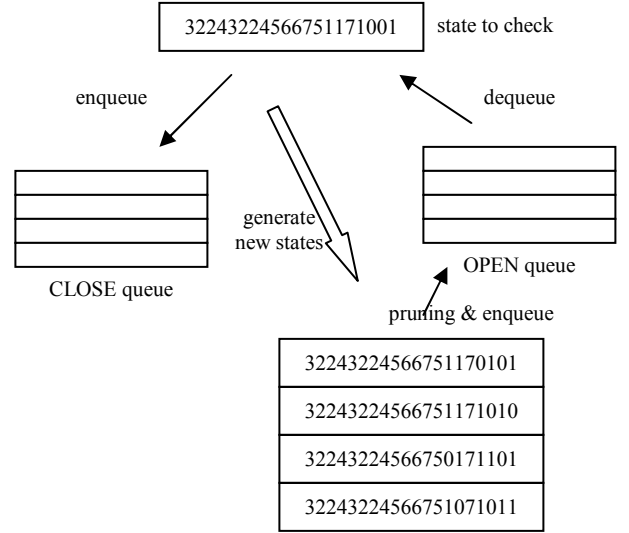 32243224566751171001
state to check
enqueue
dequeue
generate
new states
CLOSE queue
OPEN queue
pruning & enqueue
32243224566751170101
32243224566751171010
32243224566750171101
32243224566751071011